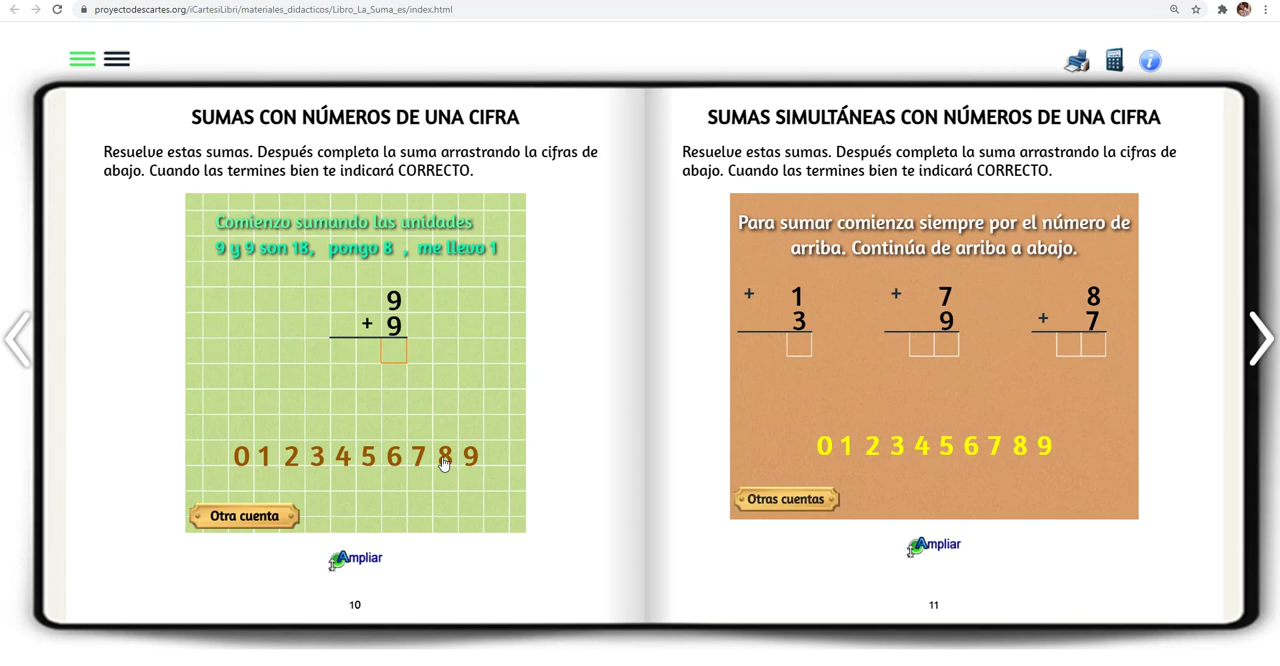 proyectodescartes.org/iCartesiLibri/materiales_didacticos/Libro_La_Suma_es/index.html
SUMAS CON NÚMEROS DE UNA CIFRA
Resuelve estas sumas. Después completa la suma arrastrando la cifras de
abajo. Cuando las termines bien te indicará CORRECTO.
Comienzo sumando las unidades
9 y 9 son 18, pongo 8 , me llevo 1
9
+ 9
0 1 2 3 4 5 6 7 8 9
Otra cuenta
Ampliar
10
SUMAS SIMULTÁNEAS CON NÚMEROS DE UNA CIFRA
Resuelve estas sumas. Después completa la suma arrastrando la cifras de
abajo. Cuando las termines bien te indicará CORRECTO.
Para sumar comienza siempre por el número de
arriba. Continúa de arriba a abajo.
+ 1 + 7 8
3 9 + 7
0 1 2 3 4 5 6 7 8 9
Otras cuentas
Ampliar
11